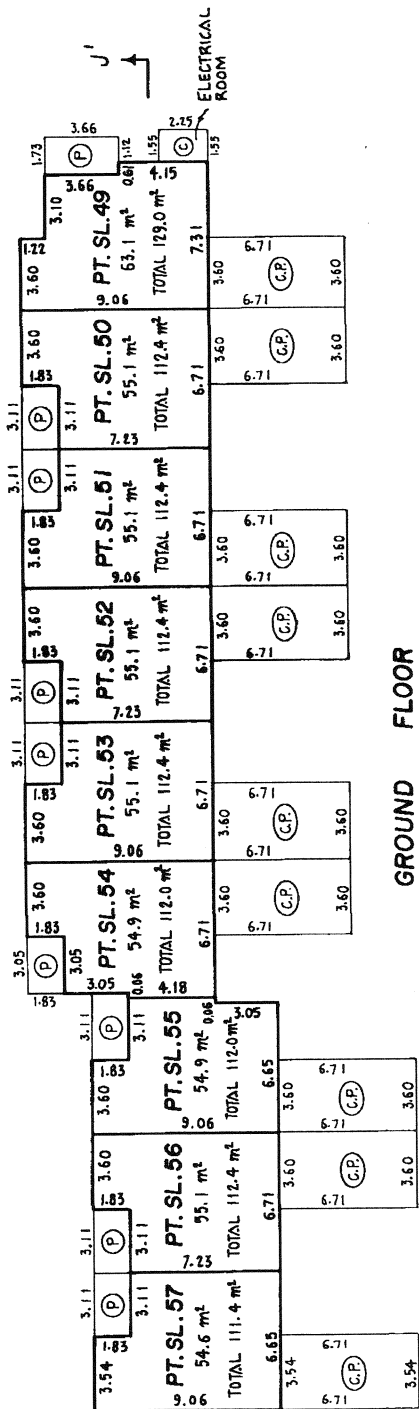 J'
ELECTRICAL
ROOM
2.25
1.55
C
1.55
3.66
1.73
P
1.12
3.66
0.61
4.15
3.10
1.22
3.60
PT. SL. 49
63.1 m²
TOTAL 129.0 m²
7.31
9.06
6.71
3.60
C.P.
3.60
6.71
3.60
1.83
3.11
P
3.11
PT. SL. 50
55.1 m²
TOTAL 112.4 m²
6.71
7.23
3.60
C.P.
3.60
3.11
P
3.11
1.83
3.60
PT. SL. 51
55.1 m²
TOTAL 112.4 m²
6.71
9.06
6.71
3.60
C.P.
3.60
6.71
3.60
1.83
3.11
P
3.11
PT. SL. 52
55.1 m²
TOTAL 112.4 m²
6.71
7.23
3.60
C.P.
3.60
6.71
3.11
P
3.11
1.83
3.60
PT. SL. 53
55.1 m²
TOTAL 112.4 m²
6.71
9.06
6.71
3.60
C.P.
3.60
3.60
1.83
3.05
P
3.05
1.83
PT. SL. 54
54.9 m²
TOTAL 112.0 m²
6.71
3.05
0.06
4.18
3.60
C.P.
3.60
6.71
3.11
P
3.11
1.83
3.60
PT. SL. 55
54.9 m²
TOTAL 112.0 m²
0.06
3.05
6.65
9.06
6.71
3.60
C.P.
3.60
6.71
3.60
1.83
3.11
P
3.11
PT. SL. 56
55.1 m²
TOTAL 112.4 m²
6.71
7.23
3.60
C.P.
3.60
6.71
3.11
P
3.11
1.83
3.54
PT. SL. 57
54.6 m²
TOTAL 111.4 m²
6.65
9.06
6.71
3.54
C.P.
3.54
6.71
GROUND FLOOR